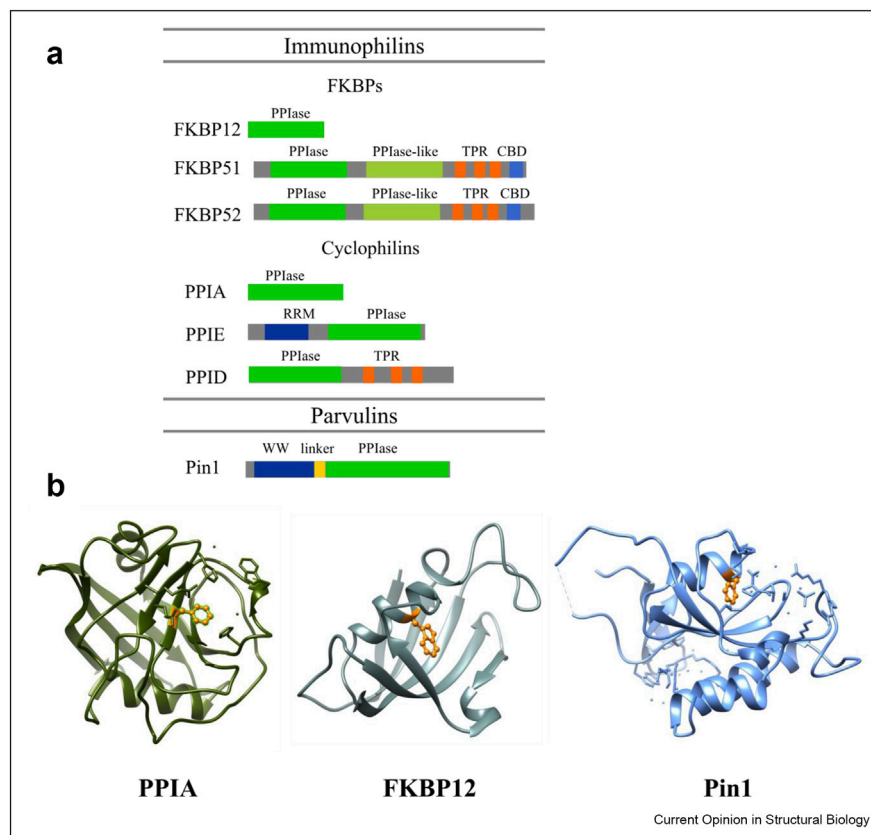 a
Immunophilins
FKBPs
PPIase
FKBP12
PPIase PPIase-like TPR CBD
FKBP51
PPIase PPIase-like TPR CBD
FKBP52
Cyclophilins
PPIase
PPIA
RRM PPIase
PPIE
PPIase TPR
PPID
Parvulins
WW linker PPIase
Pin1
b
PPIA FKBP12 Pin1
Current Opinion in Structural Biology